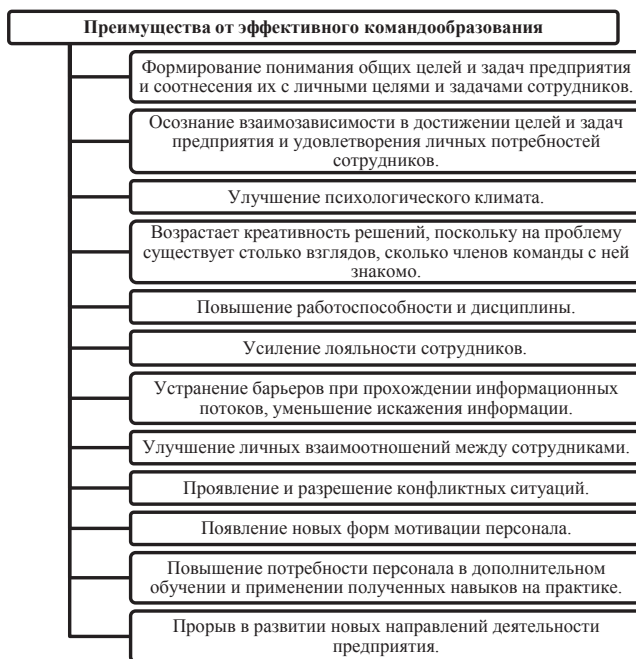 Преимущества от эффективного командообразования
Формирование понимания общих целей и задач предприятия
и соотнесения их с личными целями и задачами сотрудников.
Осознание взаимозависимости в достижении целей и задач
предприятия и удовлетворения личных потребностей
сотрудников.
Улучшение психологического климата.
Возрастает креативность решений, поскольку на проблему
существует столько взглядов, сколько членов команды с ней
знакомо.
Повышение работоспособности и дисциплины.
Усиление лояльности сотрудников.
Устранение барьеров при прохождении информационных
потоков, уменьшение искажения информации.
Улучшение личных взаимоотношений между сотрудниками.
Проявление и разрешение конфликтных ситуаций.
Появление новых форм мотивации персонала.
Повышение потребности персонала в дополнительном
обучении и применении полученных навыков на практике.
Прорыв в развитии новых направлений деятельности
предприятия.